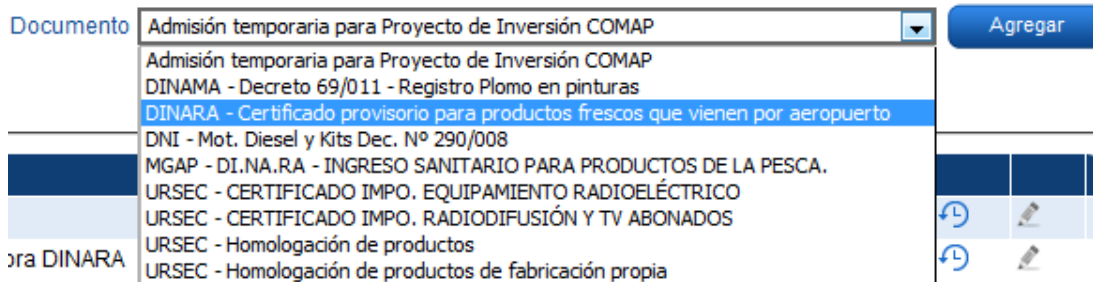 Documento Admisión temporaria para Proyecto de Inversión COMAP Agregar
Admisión temporaria para Proyecto de Inversión COMAP
DINAMA - Decreto 69/011 - Registro Plomo en pinturas
DINARA - Certificado provisorio para productos frescos que vienen por aeropuerto
DNI - Mot. Diesel y Kits Dec. Nº 290/008
MGAP - DI.NA.RA - INGRESO SANITARIO PARA PRODUCTOS DE LA PESCA.
URSEC - CERTIFICADO IMPO. EQUIPAMIENTO RADIOELÉCTRICO
URSEC - CERTIFICADO IMPO. RADIODIFUSIÓN Y TV ABONADOS
URSEC - Homologación de productos
DINARA
URSEC - Homologación de productos de fabricación propia